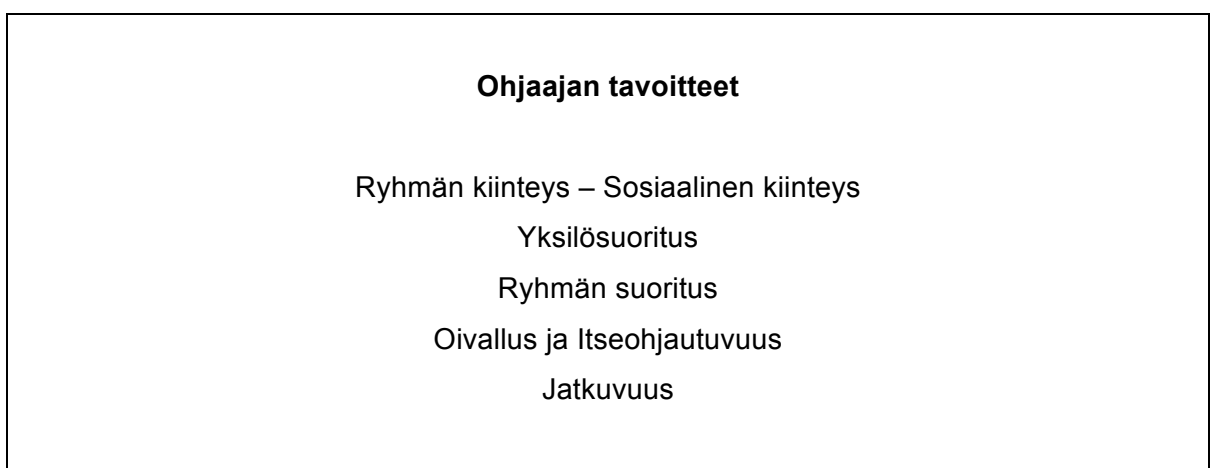 Ohjaajan tavoitteet
Ryhmän kiinteys – Sosiaalinen kiinteys
Yksilösuoritus
Ryhmän suoritus
Oivallus ja Itseohjautuvuus
Jatkuvuus